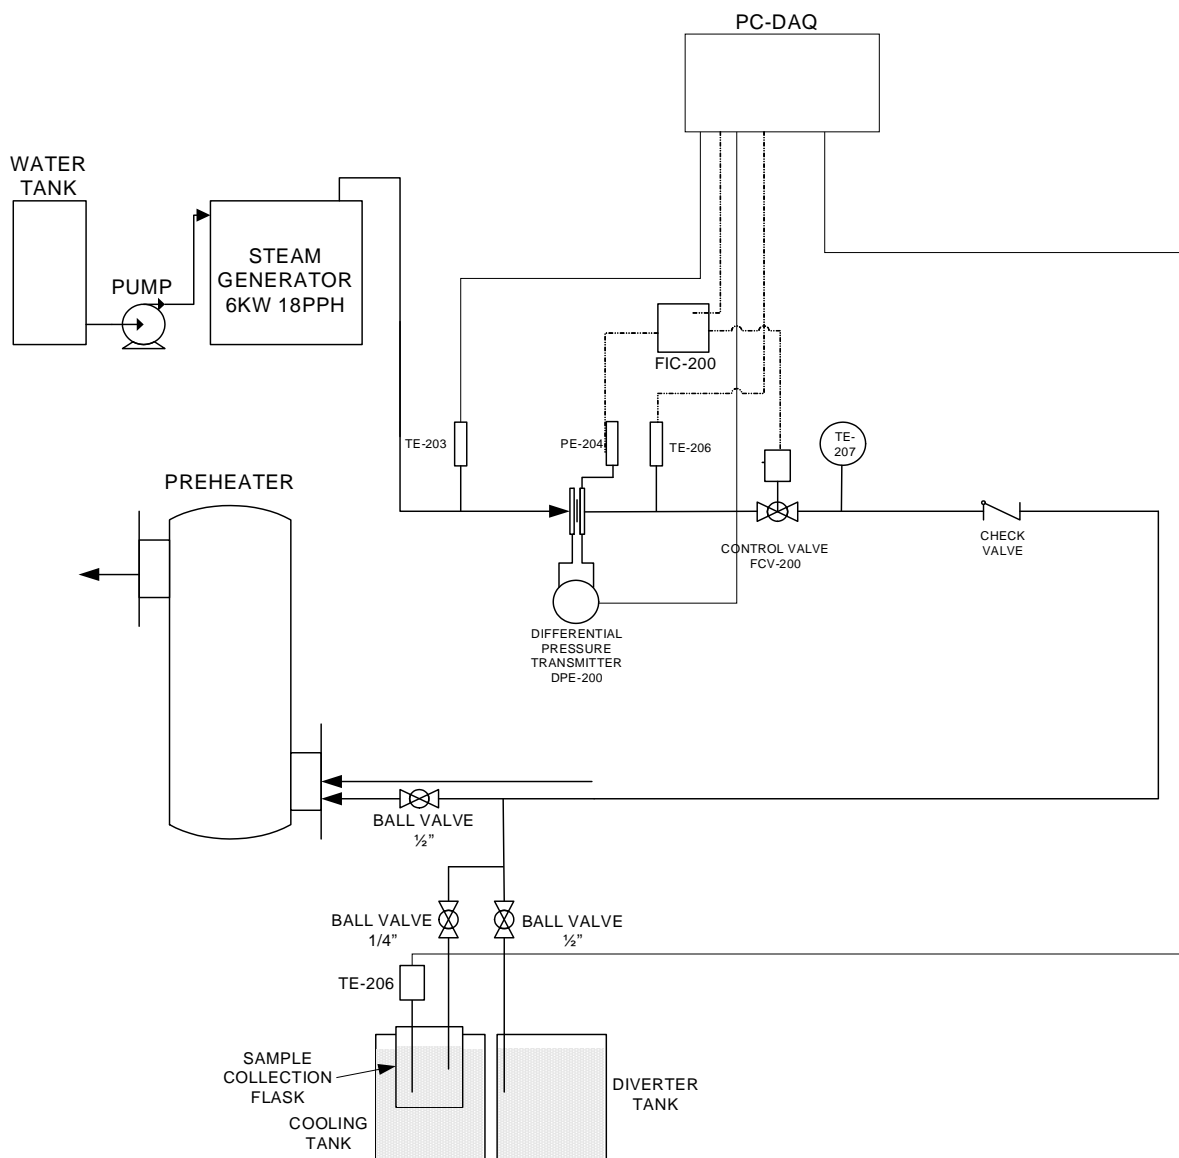 PC-DAQ
WATER
TANK
STEAM
GENERATOR
6KW 18PPH
PUMP
FIC-200
TE-203
PE-204
TE-206
TE-
207
PREHEATER
CONTROL VALVE
FCV-200
CHECK
VALVE
DIFFERENTIAL
PRESSURE
TRANSMITTER
DPE-200
BALL VALVE
½”
BALL VALVE
1/4”
BALL VALVE
½”
TE-206
SAMPLE
COLLECTION
FLASK
COOLING
TANK
DIVERTER
TANK